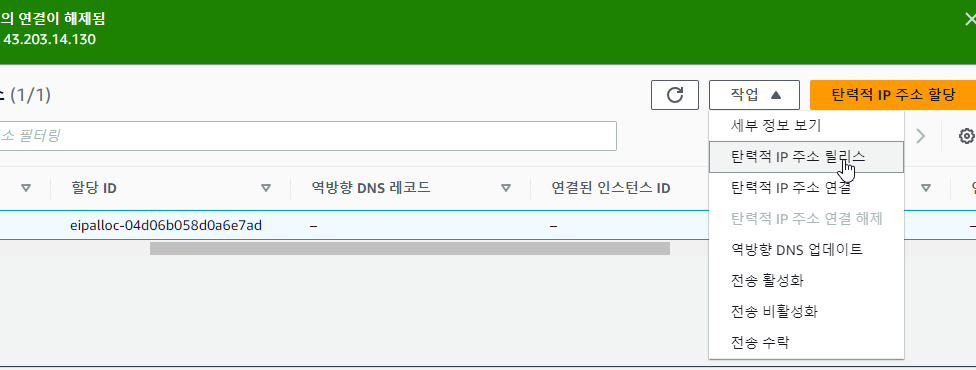 의 연결이 해제됨
43.203.14.130
(1/1)
작업
탄력적 IP 주소 할당
소 필터링
세부 정보 보기
탄력적 IP 주소 릴리스
할당 ID
역방향 DNS 레코드
연결된 인스턴스 ID
탄력적 IP 주소 연결
eipalloc-04d06b058d0a6e7ad
–
–
탄력적 IP 주소 연결 해제
역방향 DNS 업데이트
전송 활성화
전송 비활성화
전송 수락